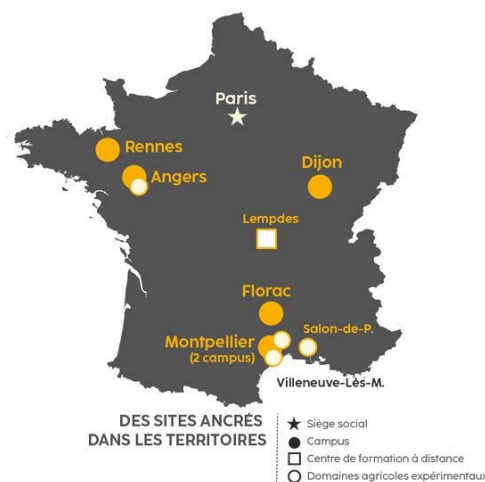 Paris
Rennes
Angers
Dijon
Lempdes
Florac
Salon-de-P.
Montpellier
(2 campus)
Villeneuve-Lès-M.
DES SITES ANCRÉS
DANS LES TERRITOIRES
Siège social
Campus
Centre de formation à distance
Domaines agricoles expérimentaux